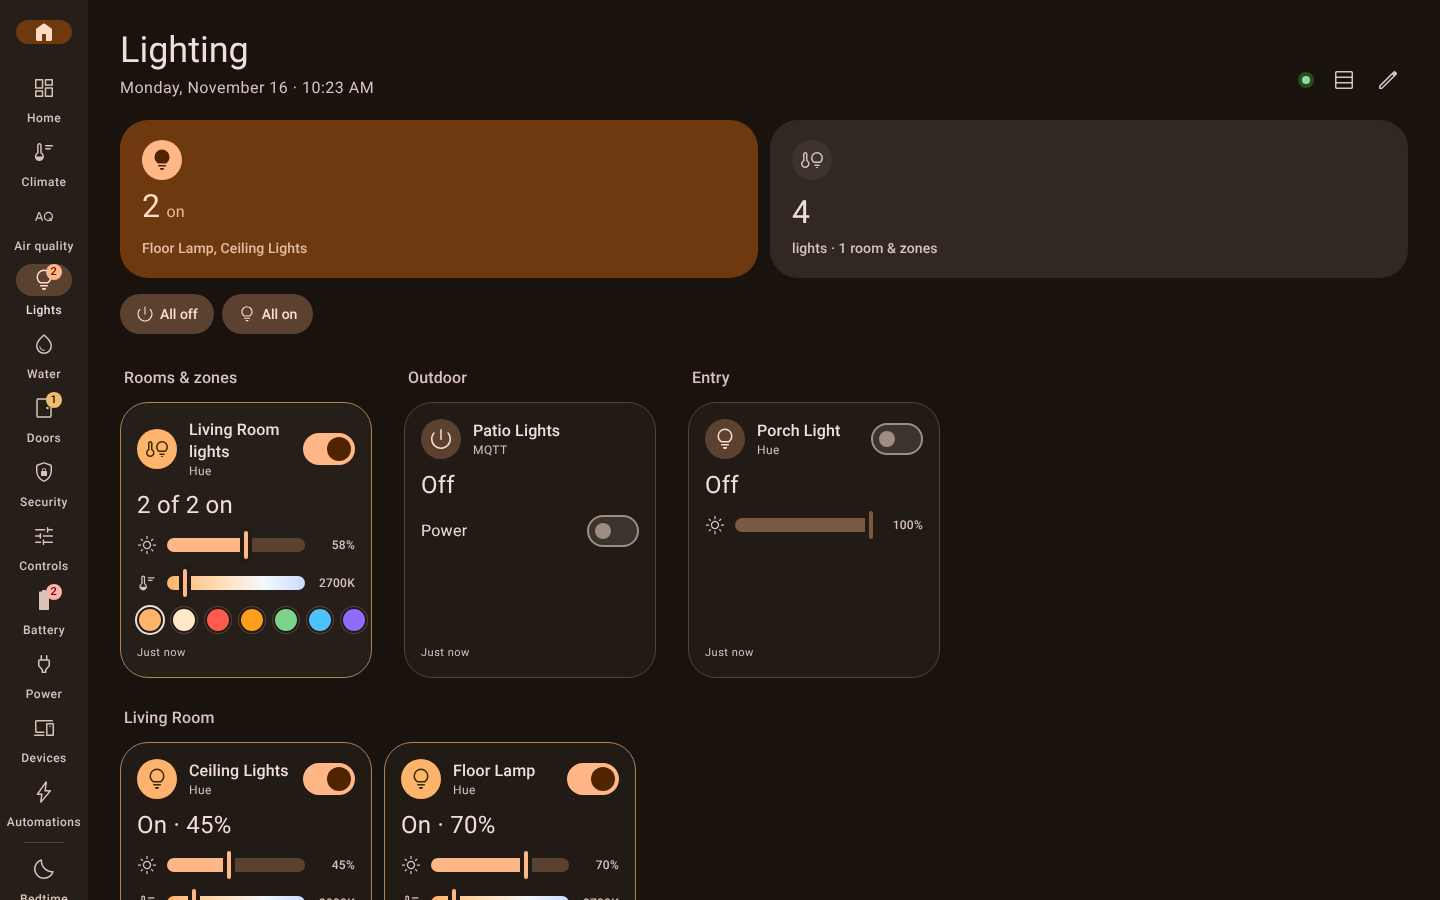 Home
Climate
AQ
Air quality
2
Lights
Water
1
Doors
Security
Controls
2
Battery
Power
Devices
Automations
Bedtime
Lighting
Monday, November 16 · 10:23 AM
2 on
Floor Lamp, Ceiling Lights
4
lights · 1 room & zones
All off
All on
Rooms & zones
Living Room
lights
Hue
2 of 2 on
58%
2700K
Just now
Outdoor
Patio Lights
MQTT
Off
Power
Just now
Entry
Porch Light
Hue
Off
100%
Just now
Living Room
Ceiling Lights
Hue
On · 45%
45%
Floor Lamp
Hue
On · 70%
70%